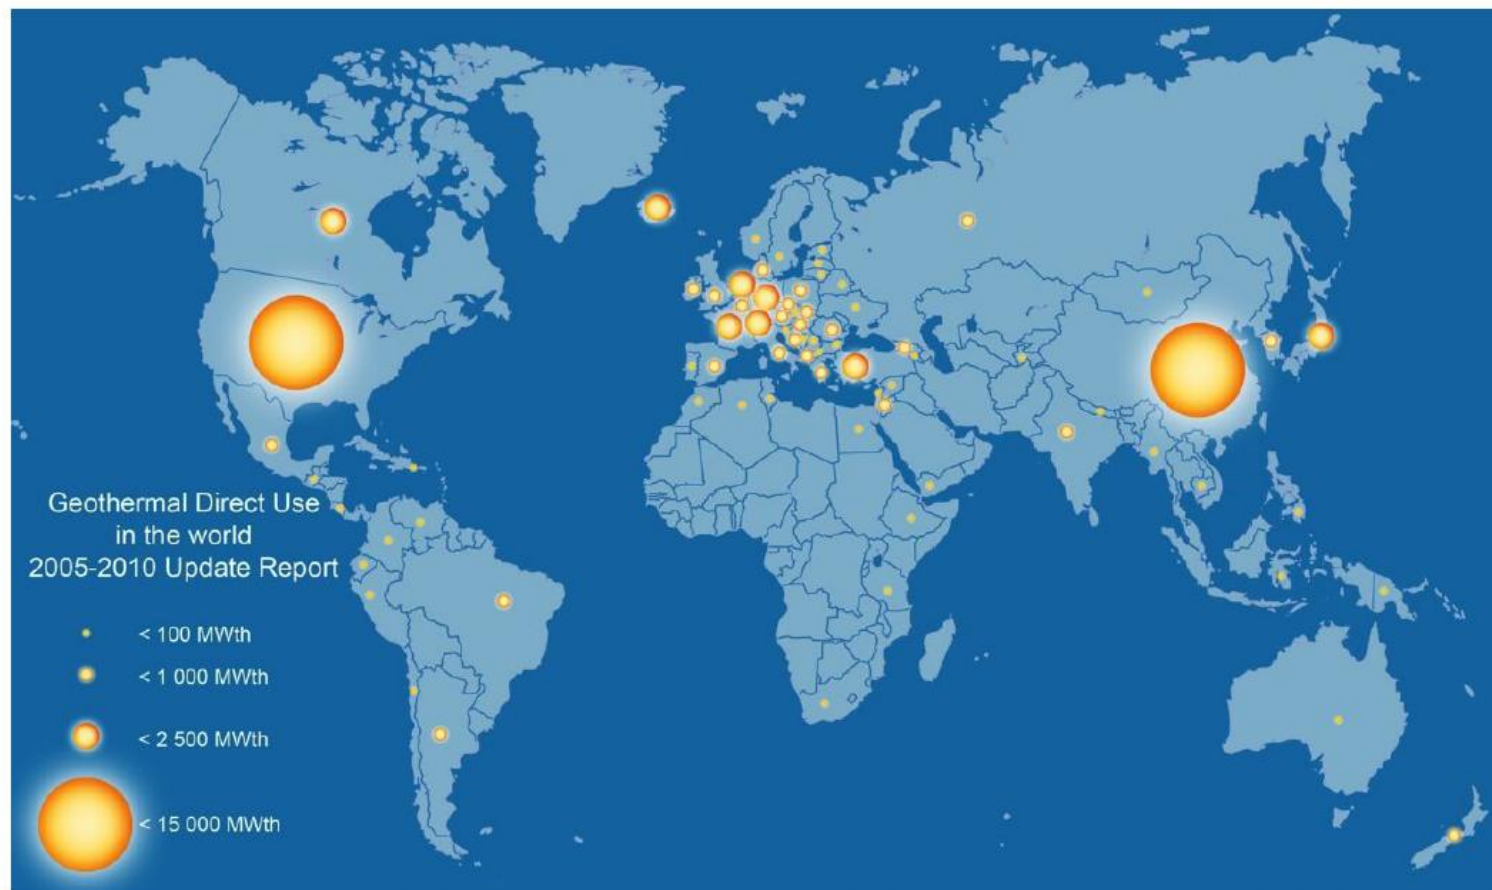 Geothermal Direct Use
in the world
2005-2010 Update Report
< 100 MWth
< 1 000 MWth
< 2 500 MWth
< 15 000 MWth